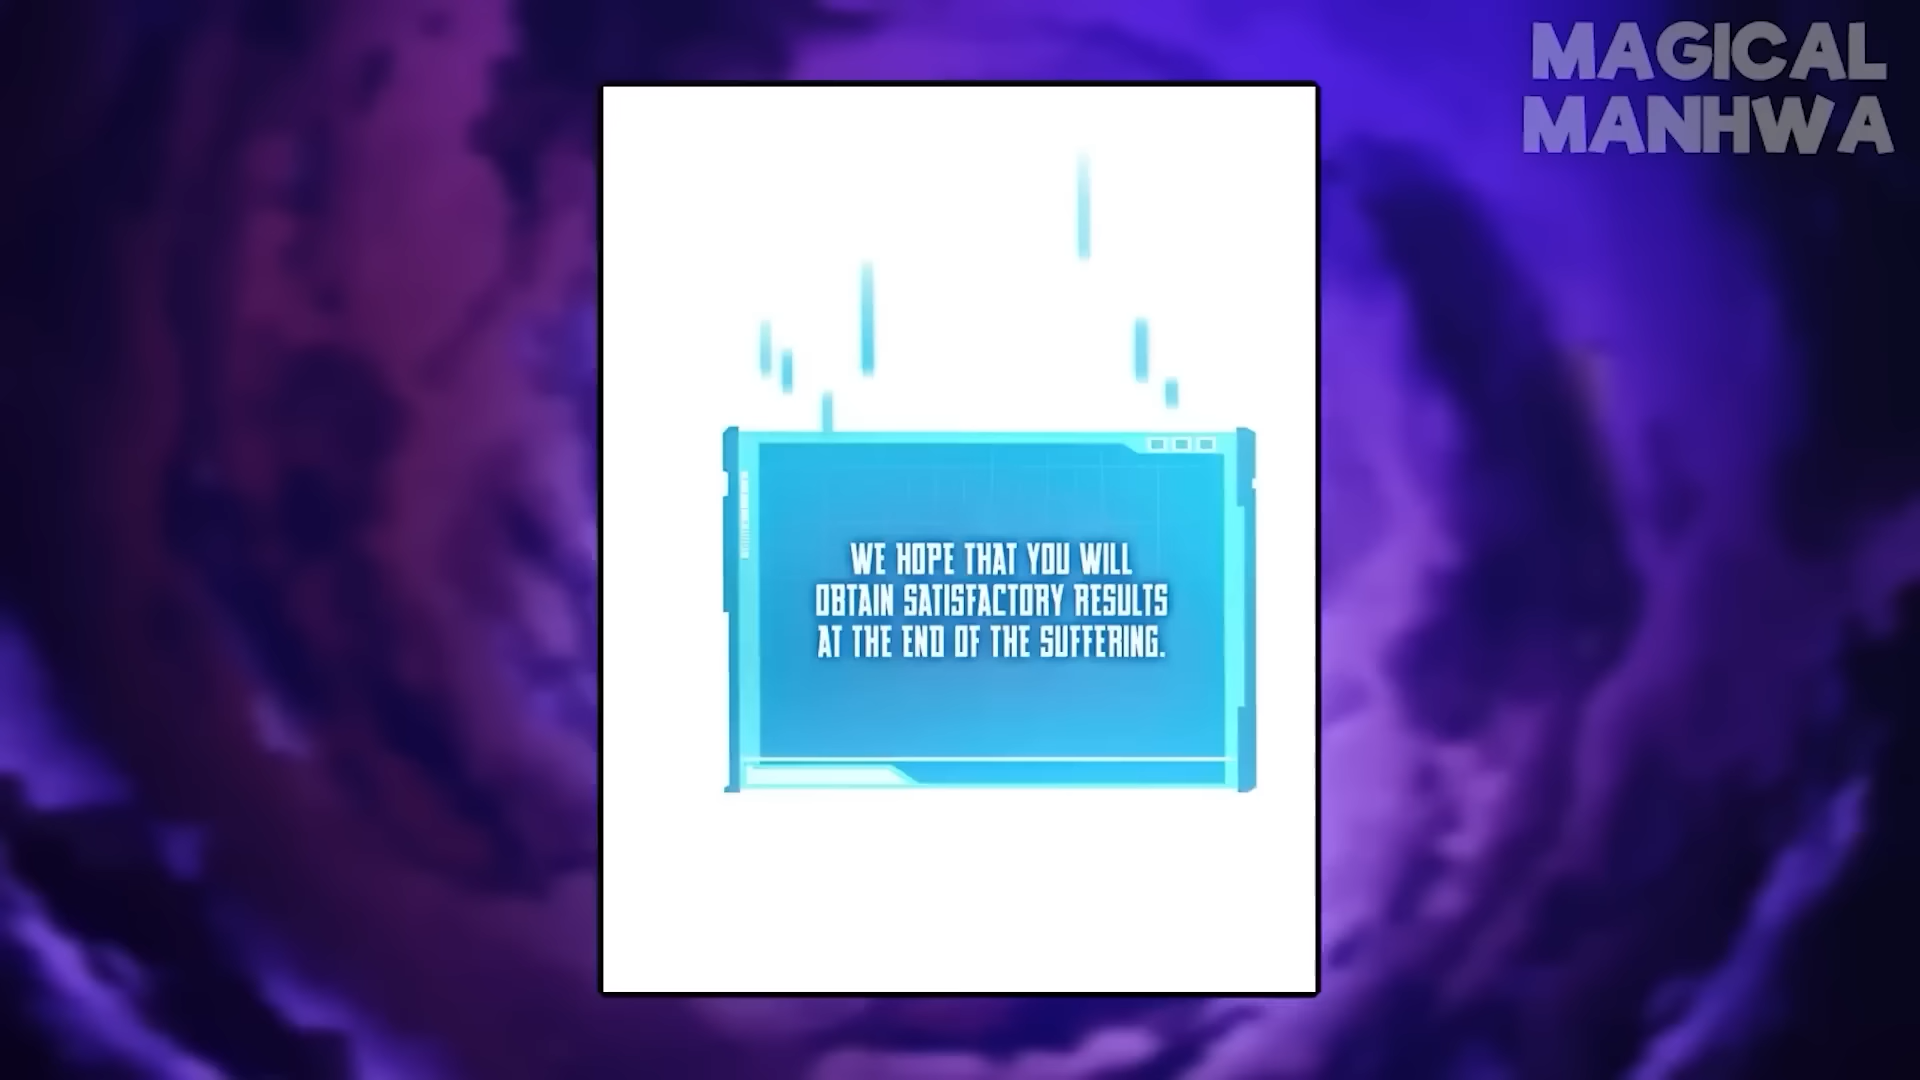 MAGICAL
MANHWA
WE HOPE THAT YOU WILL
OBTAIN SATISFACTORY RESULTS
AT THE END OF THE SUFFERING.